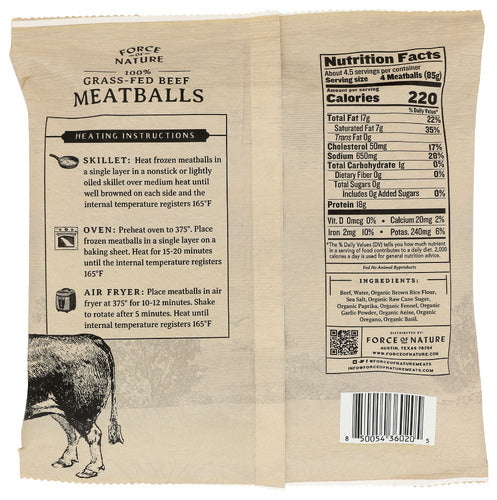 FORCE
OF
NATURE
100%
GRASS-FED BEEF
MEATBALLS
HEATING INSTRUCTIONS
SKILLET: Heat frozen meatballs in
a single layer in a nonstick or lightly
oiled skillet over medium heat until
well browned on each side and the
internal temperature registers
165°F
OVEN: Preheat oven to 375°. Place
frozen meatballs in a single layer on a
baking sheet. Heat for 15-20 minutes
until the internal temperature registers
165°F
AIR FRYER: Place meatballs in air
fryer at 375° for 10-12 minutes. Shake
to rotate after 5 minutes. Heat until
internal temperature registers 165°F
Nutrition Facts
About 4.5 servings per container
Serving size 4 Meatballs (85g)
Amount per serving
Calories 220
% Daily Value*
Total Fat 17g 22%
Saturated Fat 7g 35%
Trans Fat 0g
Cholesterol 50mg 17%
Sodium 650mg 28%
Total Carbohydrate 1g 0%
Dietary Fiber 0g 0%
Total Sugars 0g
Includes 0g Added Sugars 0%
Protein 18g
Vit. D 0mcg 0% • Calcium 20mg 2%
Iron 2mg 10% • Potas. 240mg 6%
*The % Daily Values (DV) tells you how much nutrient
in a serving of food contributes to a daily diet. 2,000
calories a day is used for general nutrition advice.
Fed No Animal Byproducts
INGREDIENTS:
Beef, Water, Organic Brown Rice Flour,
Sea Salt, Organic Raw Cane Sugar,
Organic Paprika, Organic Fennel, Organic
Garlic Powder, Organic Anise, Organic
Oregano, Organic Basil.
DISTRIBUTED BY:
FORCE OF NATURE
AUSTIN, TEXAS 78704
WWW.FORCEOFNATURE.COM
@FORCEOFNATUREMEATS
INFO@FORCEOFNATUREMEATS.COM
8 50054 36020 5